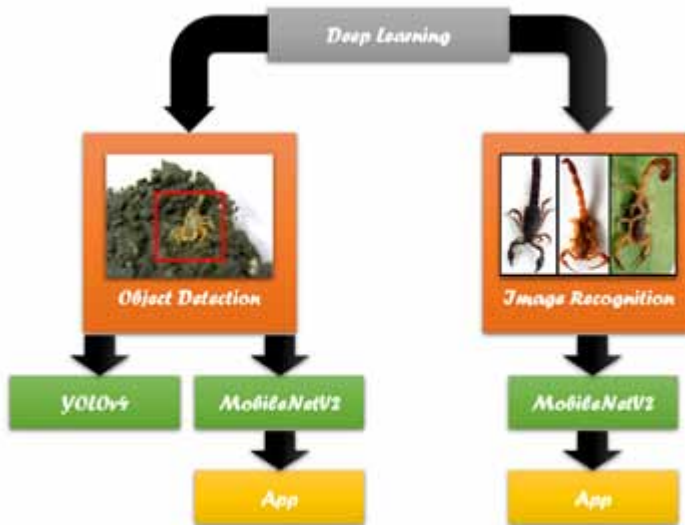 Deep Learning
Object Detection
Image Recognition
YOLOv4
MobileNetV2
MobileNetV2
App
App